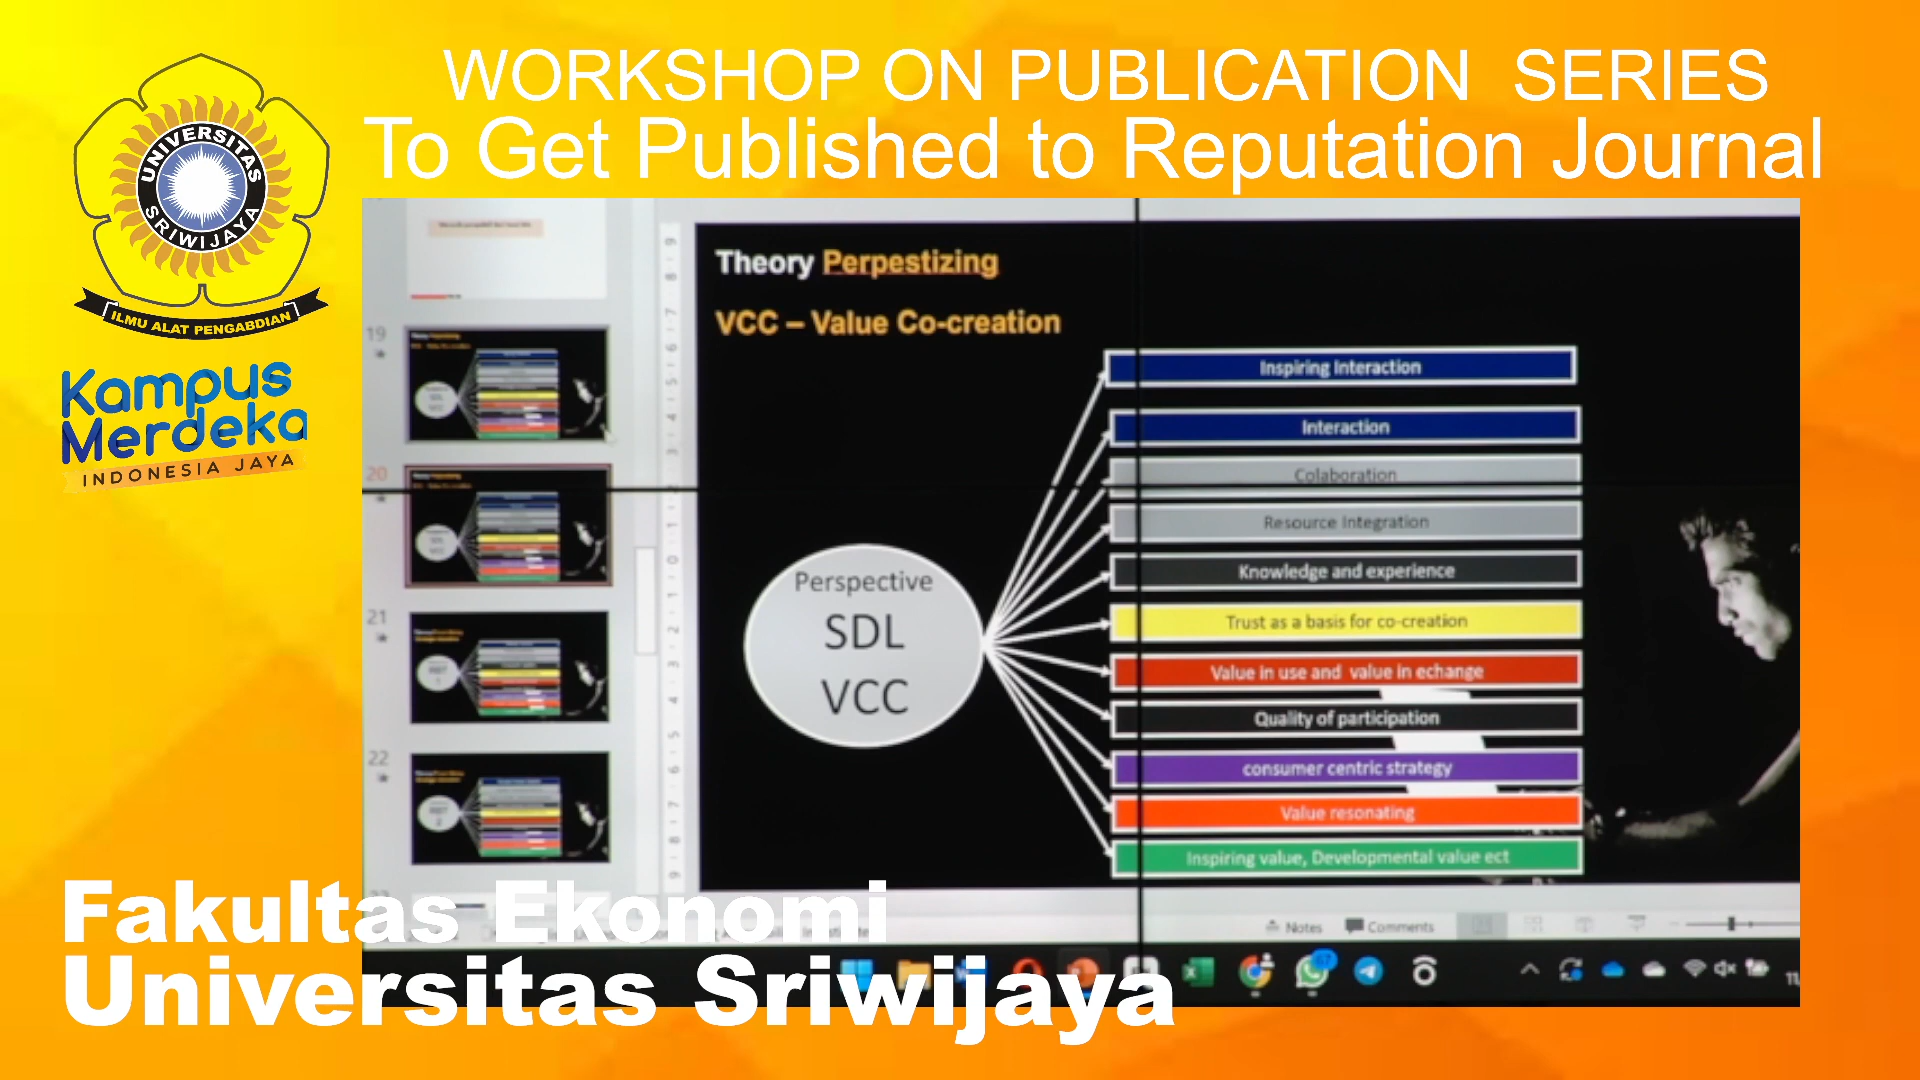 WORKSHOP ON PUBLICATION SERIES
To Get Published to Reputation Journal
UNIVERSITAS
SRIWIJAYA
ILMU ALAT PENGABDIAN
Kampus
Merdeka
INDONESIA JAYA
Theory Perpestizing
VCC – Value Co-creation
Perspective
SDL
VCC
Inspiring Interaction
Interaction
Colaboration
Resource Integration
Knowledge and experience
Trust as a basis for co-creation
Value in use and value in echange
Quality of participation
consumer centric strategy
Value resonating
Inspiring value, Developmental value ect
19
20
21
22
Notes
Comments
Fakultas Ekonomi
Universitas Sriwijaya